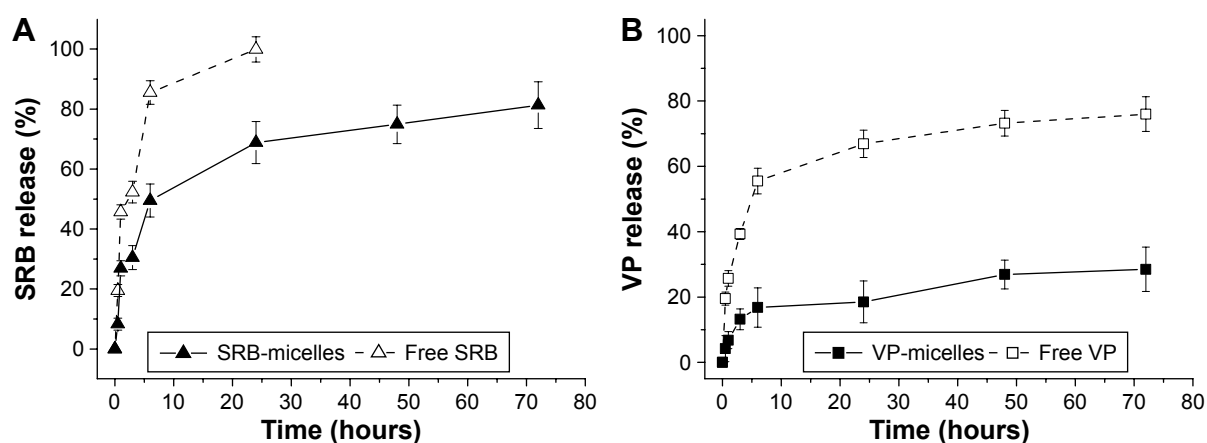 A
SRB release (%)
100
80
60
40
20
0
SRB-micelles Free SRB
0 10 20 30 40 50 60 70 80
Time (hours)
B
VP release (%)
100
80
60
40
20
0
VP-micelles Free VP
0 10 20 30 40 50 60 70 80
Time (hours)